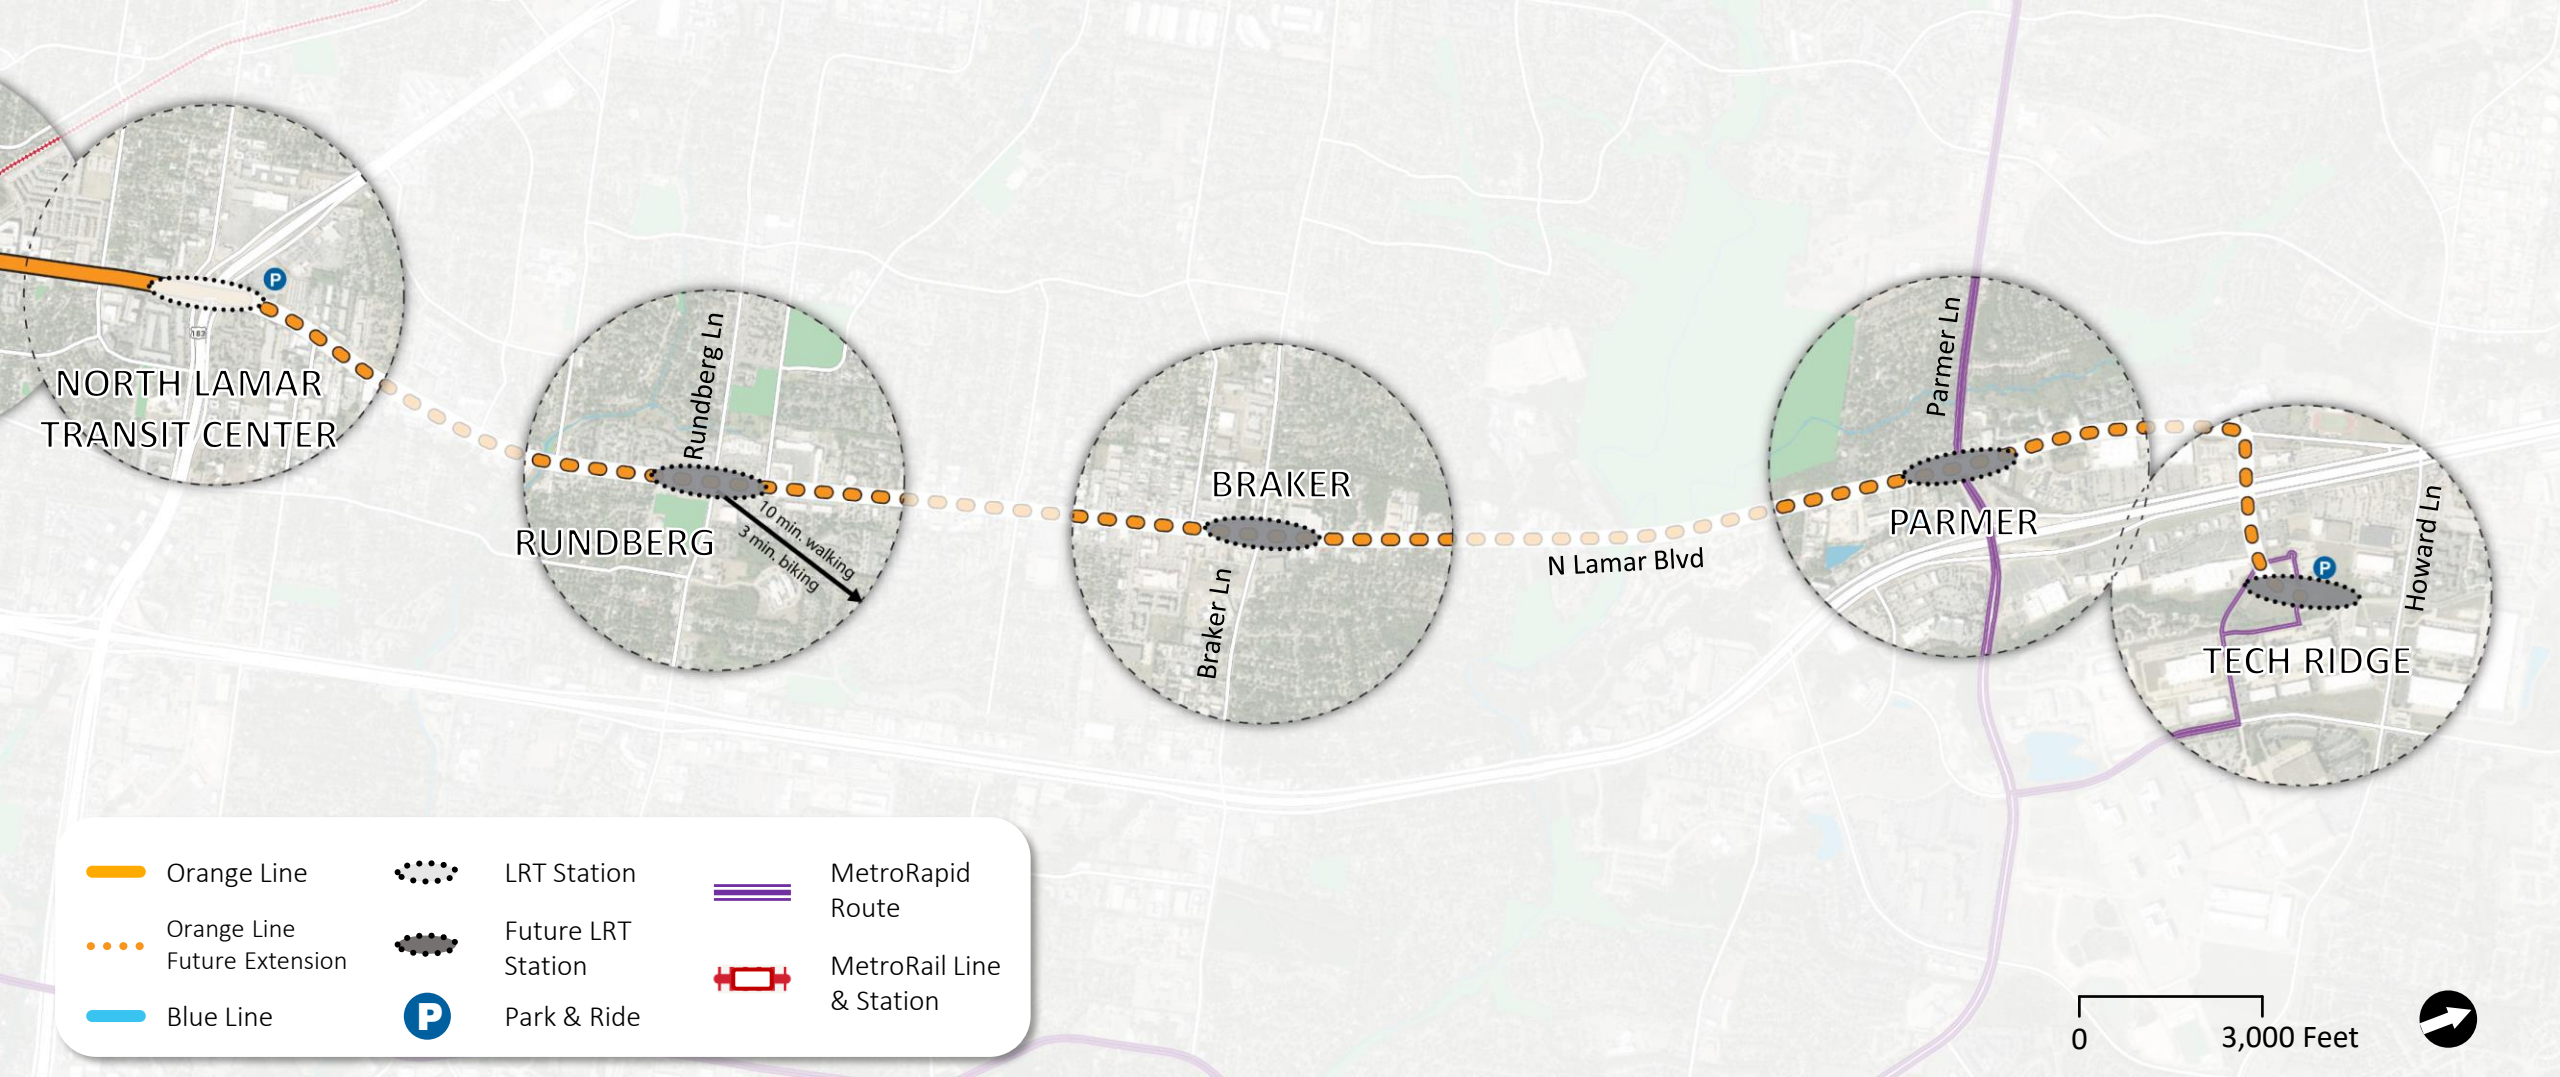 NORTH LAMAR
TRANSIT CENTER
P
183
Rundberg Ln
RUNDBERG
10 min. walking
3 min. biking
BRAKER
Braker Ln
N Lamar Blvd
Parmer Ln
PARMER
Howard Ln
P
TECH RIDGE
Orange Line
Orange Line
Future Extension
Blue Line
LRT Station
Future LRT
Station
P
Park & Ride
MetroRapid
Route
MetroRail Line
& Station
0
3,000 Feet